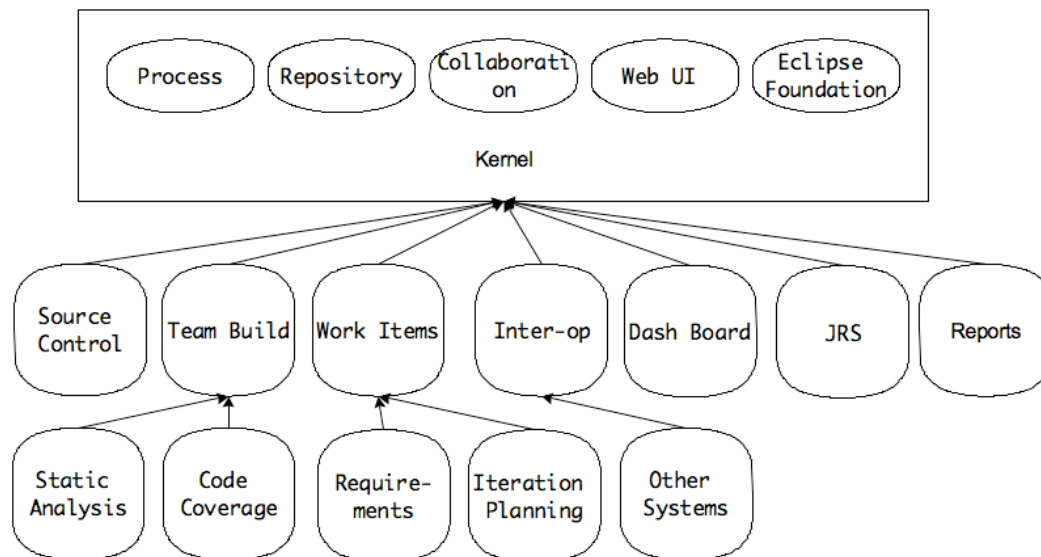 Process
Repository
Collaborati
on
Web UI
Eclipse
Foundation
Kernel
Source
Control
Team Build
Work Items
Inter-op
Dash Board
JRS
Reports
Static
Analysis
Code
Coverage
Require-
ments
Iteration
Planning
Other
Systems